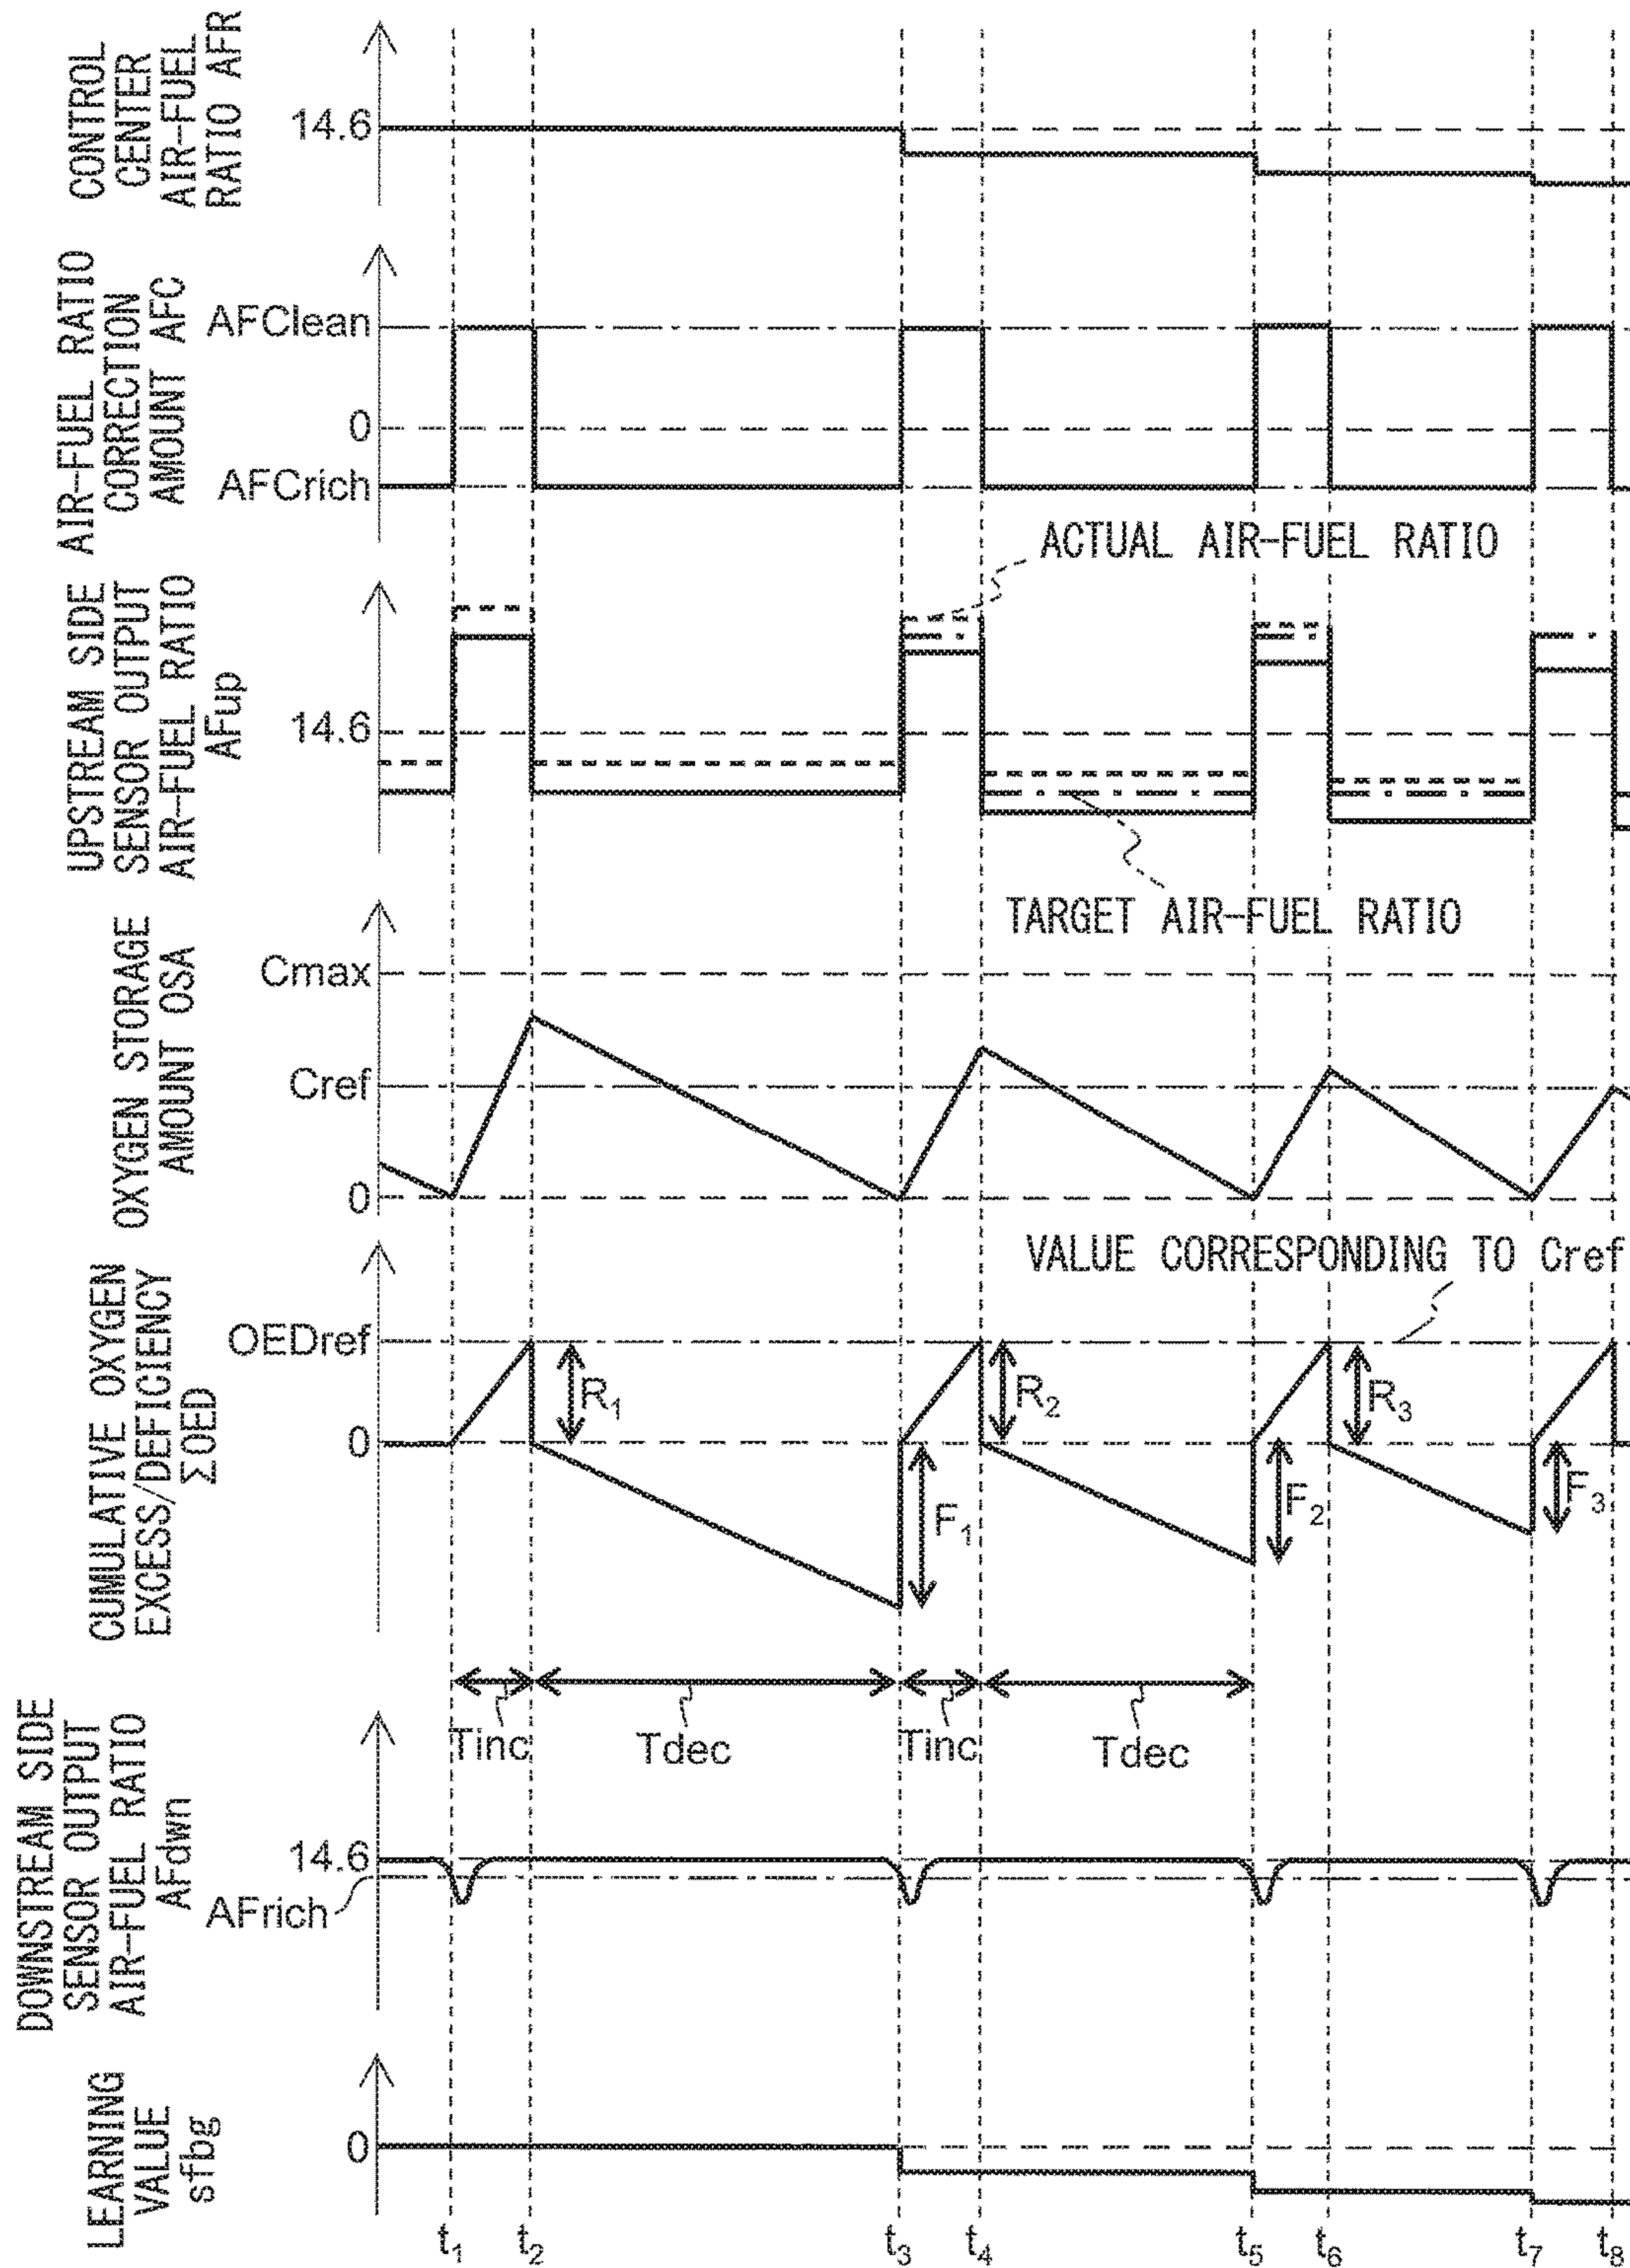 CONTROL
CENTER
AIR-FUEL
RATIO AFR
14.6
AIR-FUEL RATIO
CORRECTION
AMOUNT AFC
AFClean
0
AFCrich
ACTUAL AIR-FUEL RATIO
UPSTREAM SIDE
SENSOR OUTPUT
AIR-FUEL RATIO
AFup
14.6
TARGET AIR-FUEL RATIO
OXYGEN STORAGE
AMOUNT OSA
Cmax
Cref
0
VALUE CORRESPONDING TO Cref
CUMULATIVE OXYGEN
EXCESS/DEFICIENCY
ΣOED
OEDref
0
R1
R2
R3
F1
F2
F3
Tinc
Tdec
Tinc
Tdec
DOWNSTREAM SIDE
SENSOR OUTPUT
AIR-FUEL RATIO
AFdwn
14.6
AFrich
LEARNING
VALUE
sfbg
0
t1 t2 t3 t4 t5 t6 t7 t8